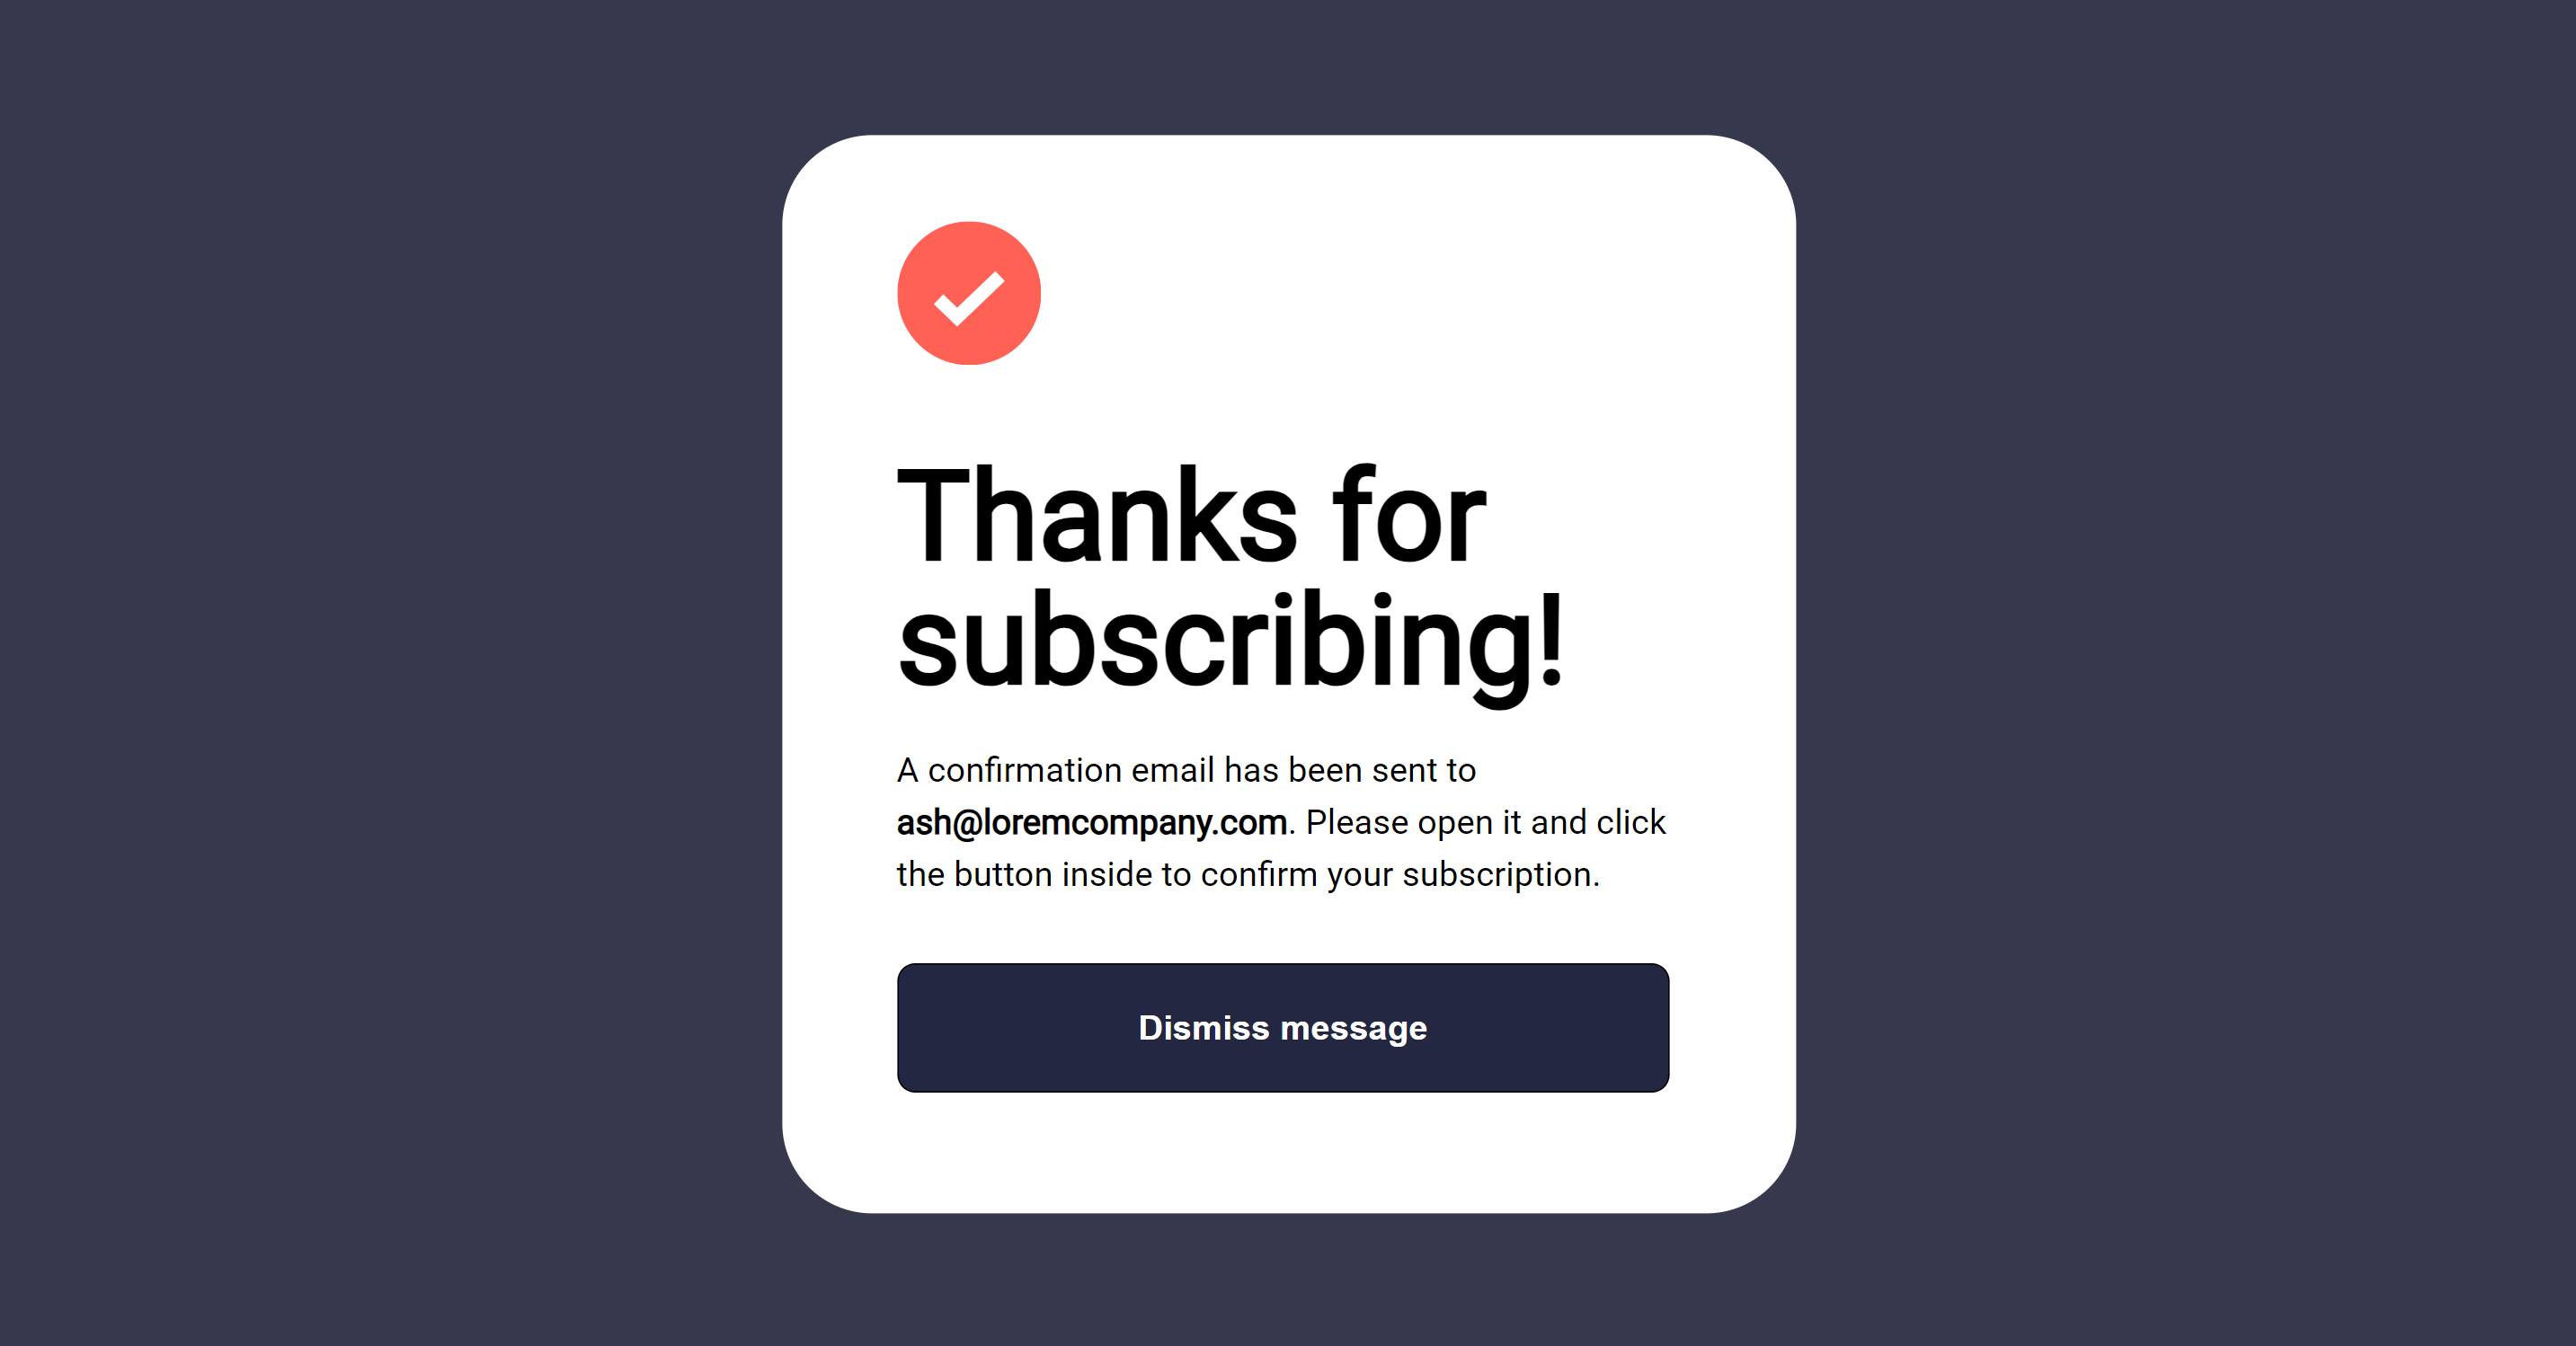 Thanks for
subscribing!
A confirmation email has been sent to
ash@loremcompany.com. Please open it and click
the button inside to confirm your subscription.
Dismiss message